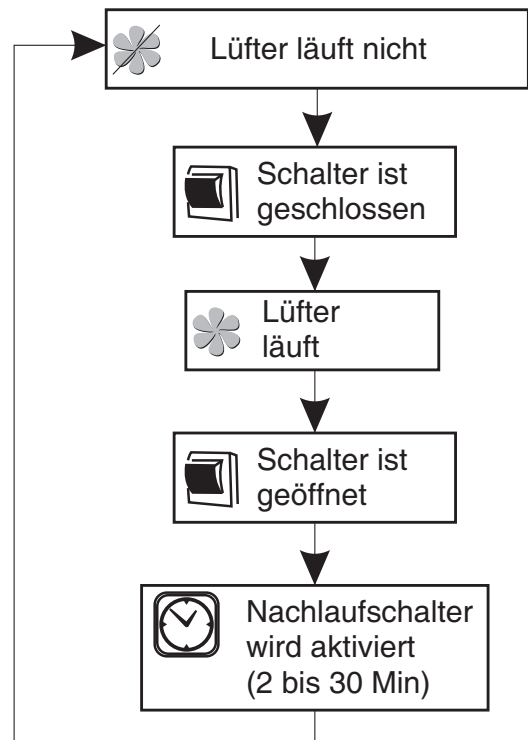 Lüfter läuft nicht
Schalter ist
geschlossen
Lüfter
läuft
Schalter ist
geöffnet
Nachlaufschalter
wird aktiviert
(2 bis 30 Min)